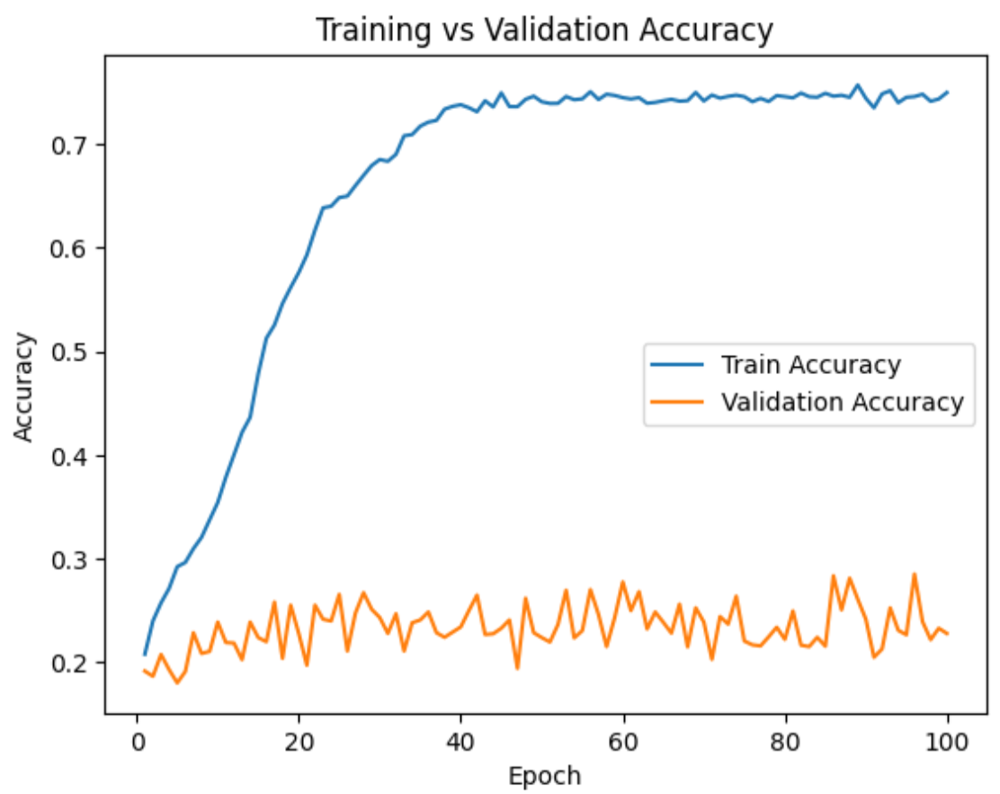 Training vs Validation Accuracy
0.7
0.6
0.5
0.4
0.3
0.2
Accuracy
Train Accuracy
Validation Accuracy
0
20
40
60
80
100
Epoch